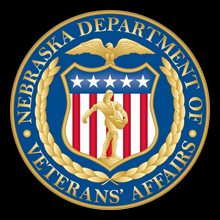 NEBRASKA DEPARTMENT OF
VETERANS' AFFAIRS